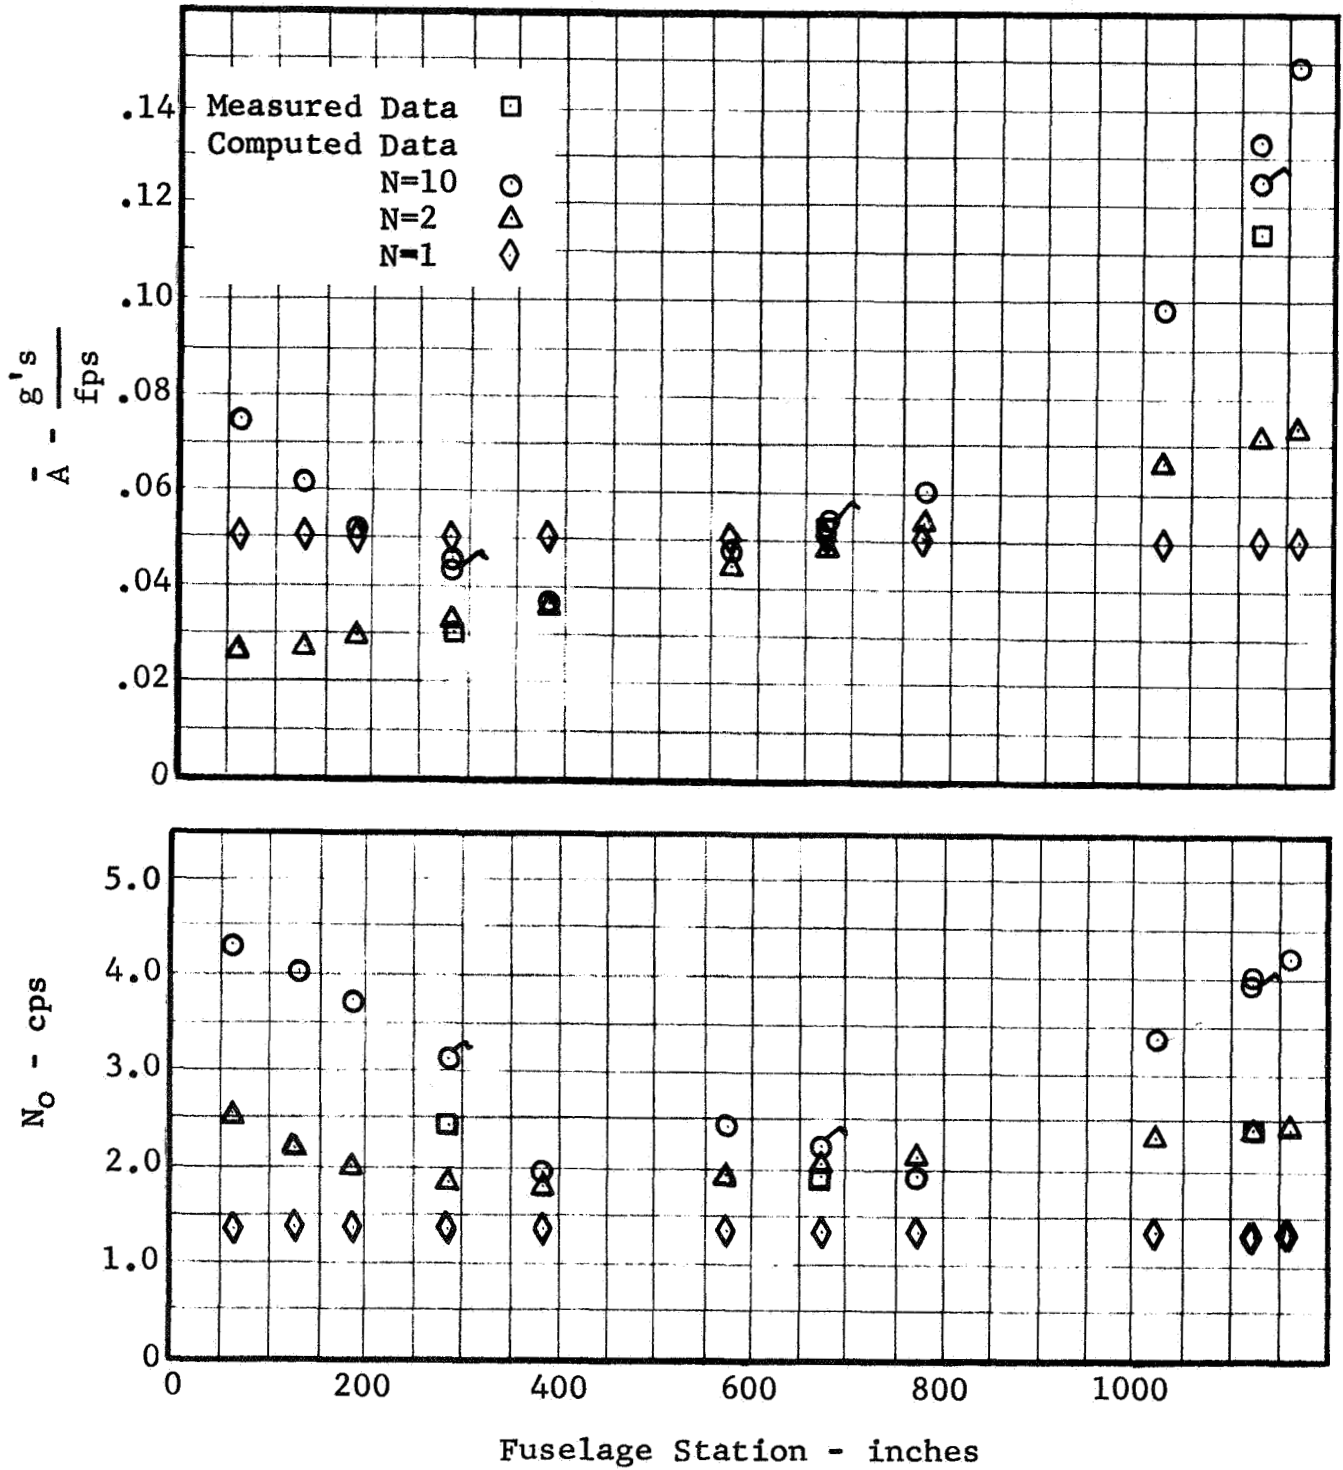 .14
Measured Data
Computed Data
N=10
.12
N=2
N=1
.10
.08
.06
.04
.02
0
Ā - g's
fps
5.0
4.0
3.0
2.0
1.0
0
N₀ - cps
0 200 400 600 800 1000
Fuselage Station - inches